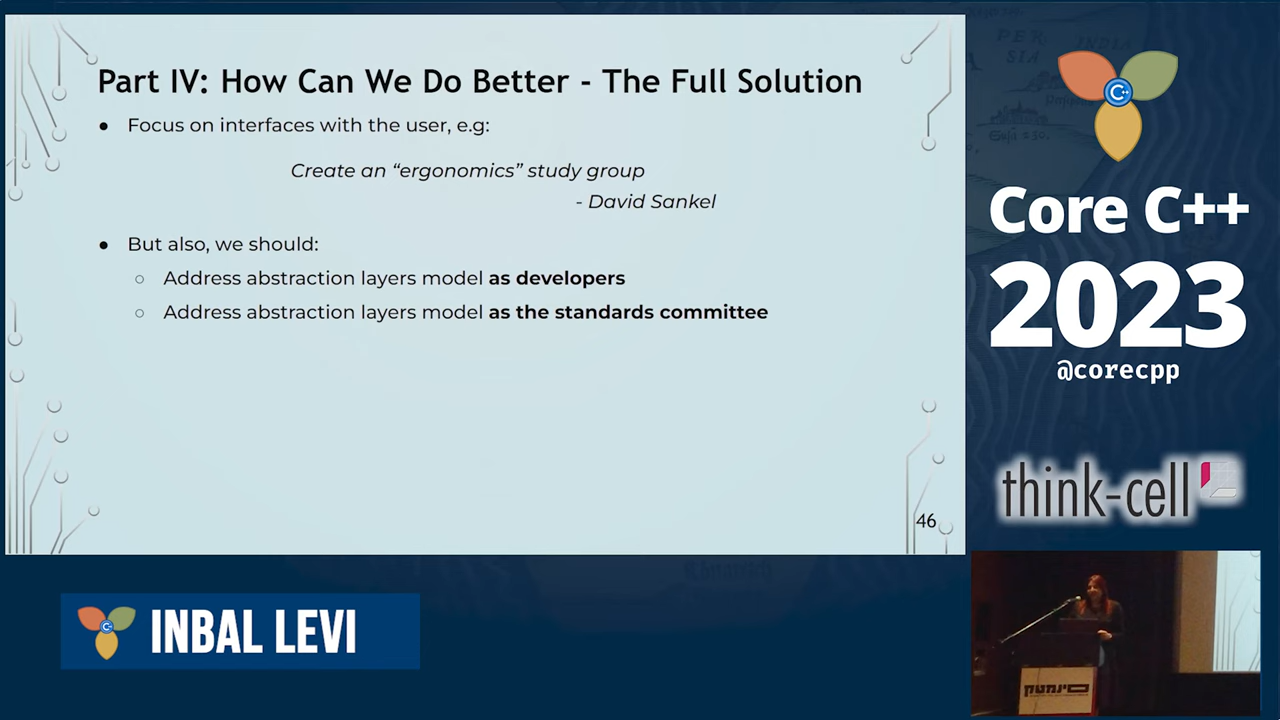 Part IV: How Can We Do Better - The Full Solution
● Focus on interfaces with the user, e.g:
Create an “ergonomics” study group
- David Sankel
● But also, we should:
○ Address abstraction layers model as developers
○ Address abstraction layers model as the standards committee
46
C++
Core C++
2023
@corecpp
think-cell
INBAL LEVI
סינמטק